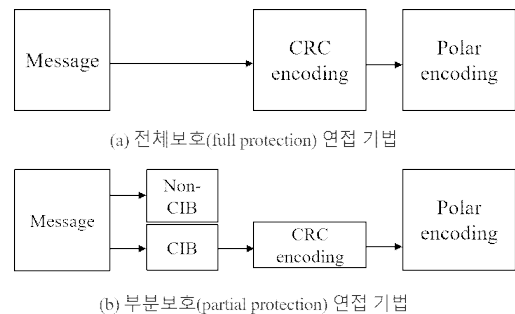 Message
CRC
encoding
Polar
encoding
(a) 전체보호(full protection) 연접 기법
Message
Non-
CIB
CIB
CRC
encoding
Polar
encoding
(b) 부분보호(partial protection) 연접 기법